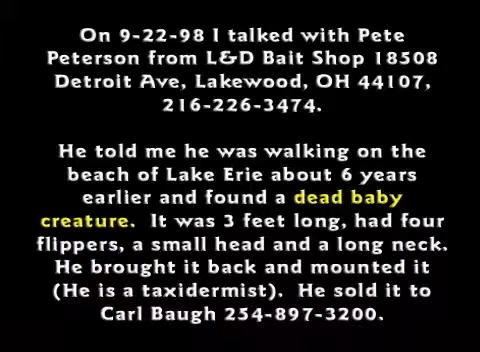 On 9-22-98 I talked with Pete
Peterson from L&D Bait Shop 18508
Detroit Ave, Lakewood, OH 44107,
216-226-3474.
He told me he was walking on the
beach of Lake Erie about 6 years
earlier and found a dead baby
creature. It was 3 feet long, had four
flippers, a small head and a long neck.
He brought it back and mounted it
(He is a taxidermist). He sold it to
Carl Baugh 254-897-3200.